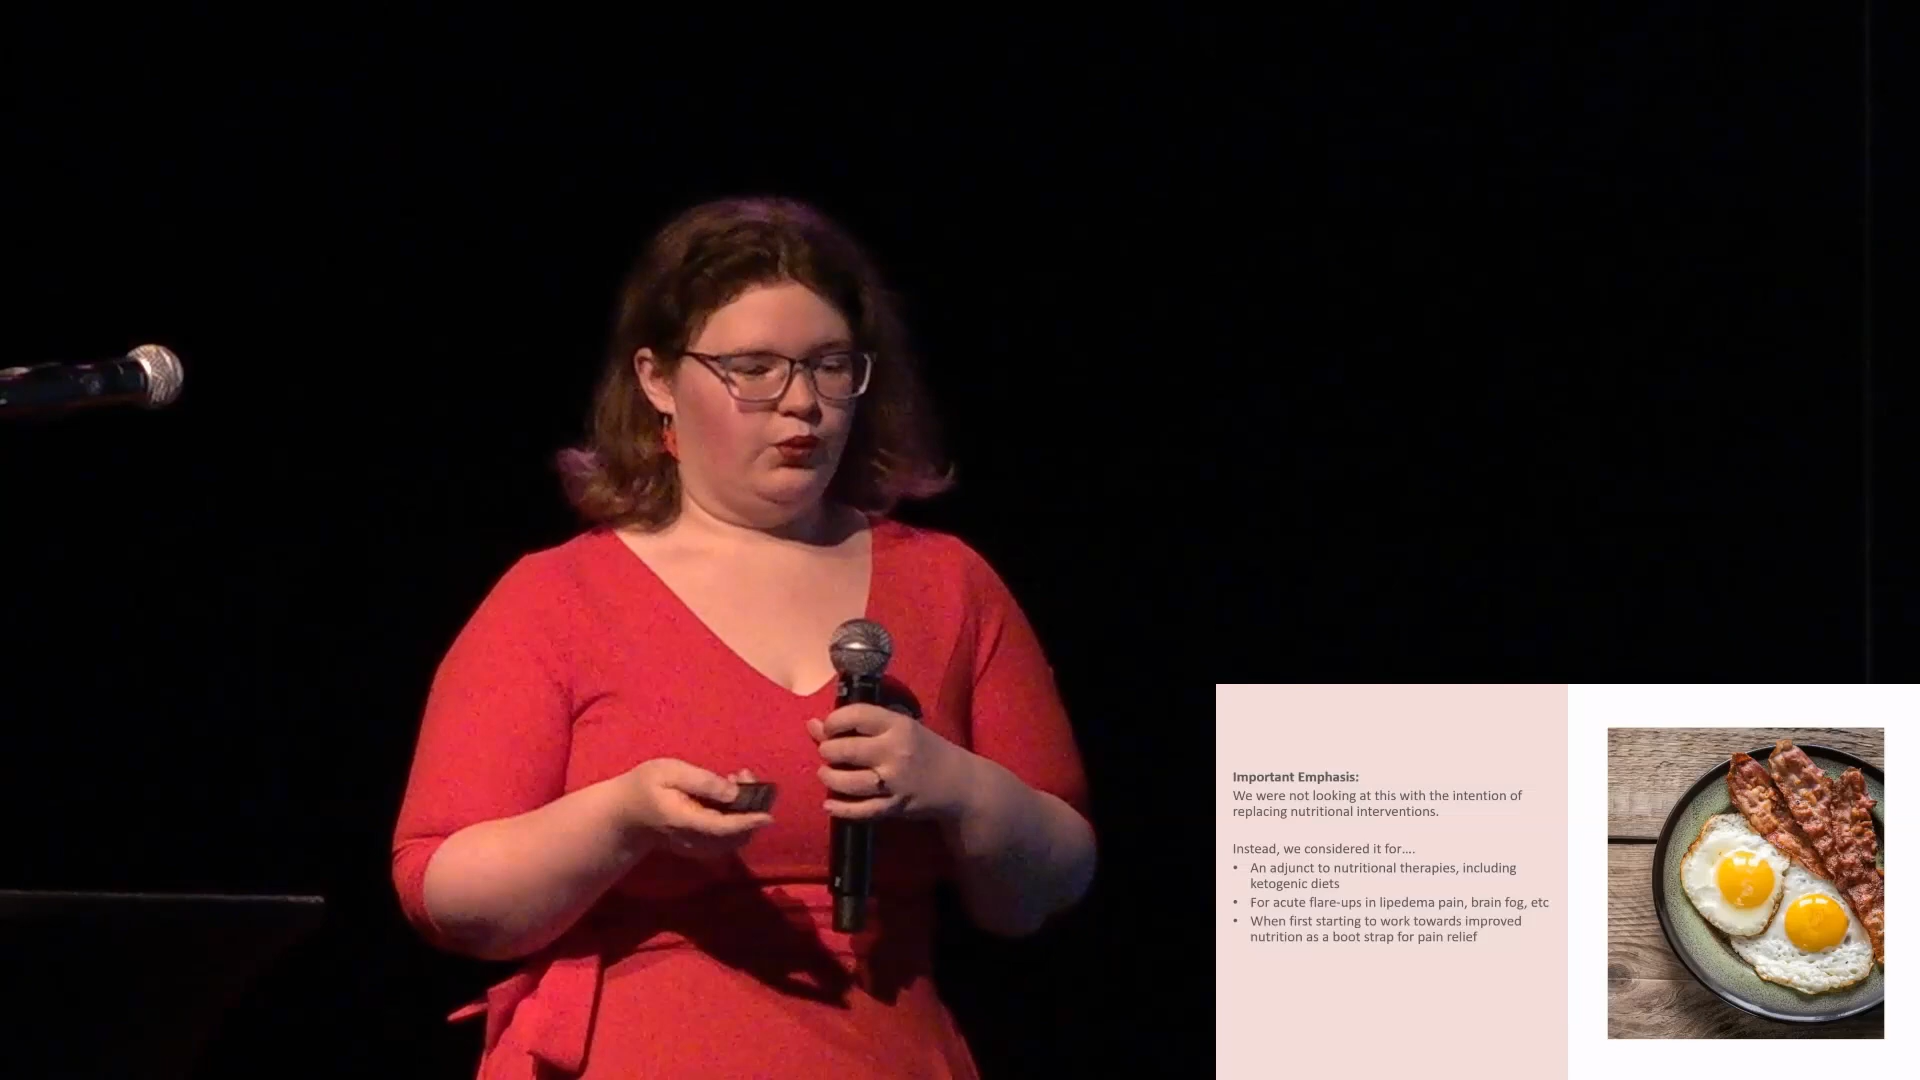 Important Emphasis:
We were not looking at this with the intention of
replacing nutritional interventions.
Instead, we considered it for....
• An adjunct to nutritional therapies, including
ketogenic diets
• For acute flare-ups in lipedema pain, brain fog, etc
• When first starting to work towards improved
nutrition as a boot strap for pain relief